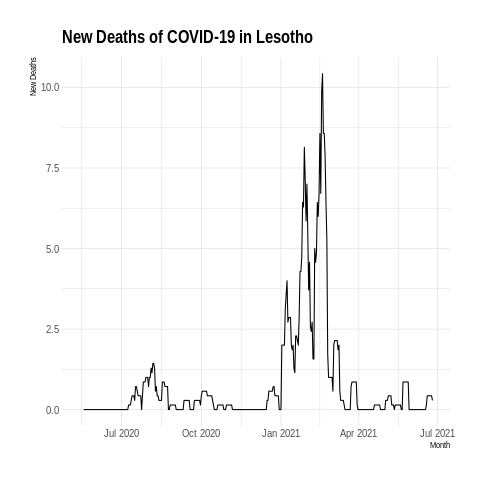 New Deaths of COVID-19 in Lesotho
New Deaths
10.0
7.5
5.0
2.5
0.0
Jul 2020 Oct 2020 Jan 2021 Apr 2021 Jul 2021
Month